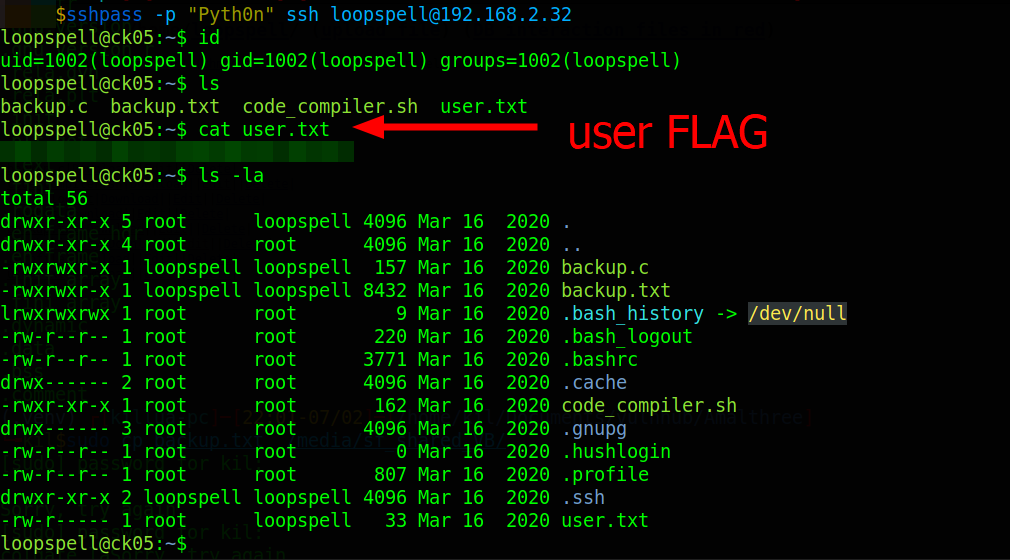 $sshpass -p "Pyth0n" ssh loopspell@192.168.2.32
loopspell@ck05:~$ id
uid=1002(loopspell) gid=1002(loopspell) groups=1002(loopspell)
loopspell@ck05:~$ ls
backup.c  backup.txt  code_compiler.sh  user.txt
loopspell@ck05:~$ cat user.txt
user FLAG
loopspell@ck05:~$ ls -la
total 56
drwxr-xr-x 5 root      loopspell 4096 Mar 16  2020 .
drwxr-xr-x 4 root      root      4096 Mar 16  2020 ..
-rwxrwxr-x 1 loopspell loopspell  157 Mar 16  2020 backup.c
-rwxrwxr-x 1 loopspell loopspell 8432 Mar 16  2020 backup.txt
lrwxrwxrwx 1 root      root         9 Mar 16  2020 .bash_history -> /dev/null
-rw-r--r-- 1 root      root       220 Mar 16  2020 .bash_logout
-rw-r--r-- 1 root      root      3771 Mar 16  2020 .bashrc
drwx------ 2 root      root      4096 Mar 16  2020 .cache
-rwxr-xr-x 1 root      root       162 Mar 16  2020 code_compiler.sh
drwx------ 3 root      root      4096 Mar 16  2020 .gnupg
-rw-r--r-- 1 root      root         0 Mar 16  2020 .hushlogin
-rw-r--r-- 1 root      root       807 Mar 16  2020 .profile
drwxr-xr-x 2 loopspell loopspell 4096 Mar 16  2020 .ssh
-rw-r----- 1 root      loopspell   33 Mar 16  2020 user.txt
loopspell@ck05:~$